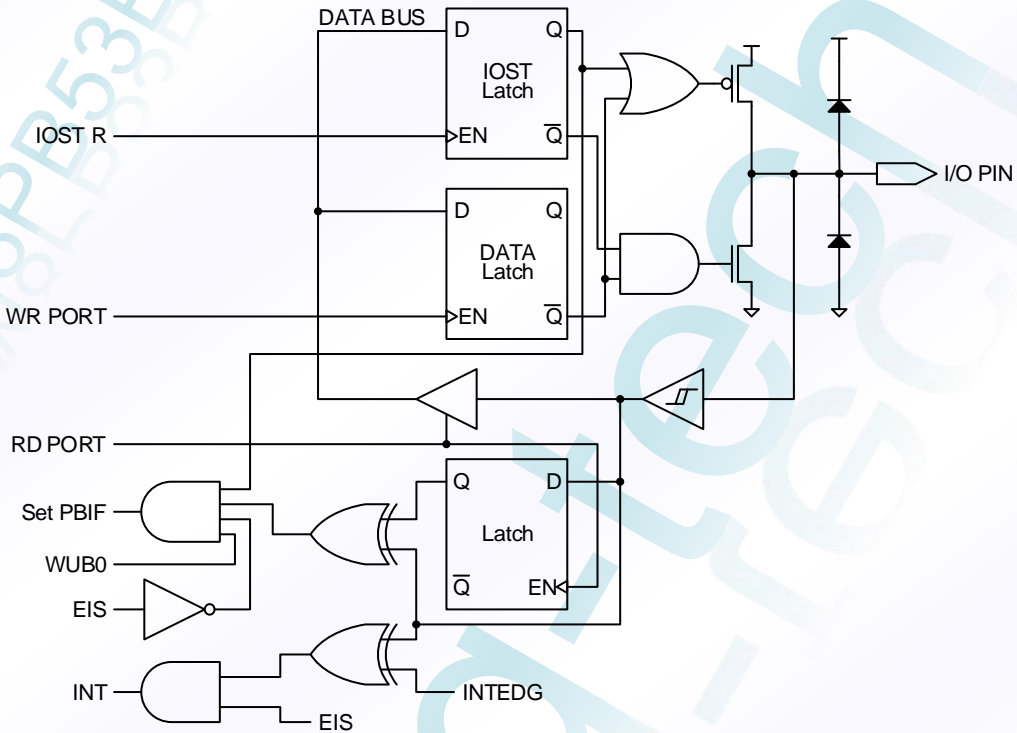 DATA BUS
D
Q
IOST
Latch
IOST R
EN
Q
I/O PIN
D
Q
DATA
Latch
WR PORT
EN
Q
RD PORT
Q
D
Set PBIF
Latch
WUB0
Q
EN
EIS
INT
INTEDG
EIS